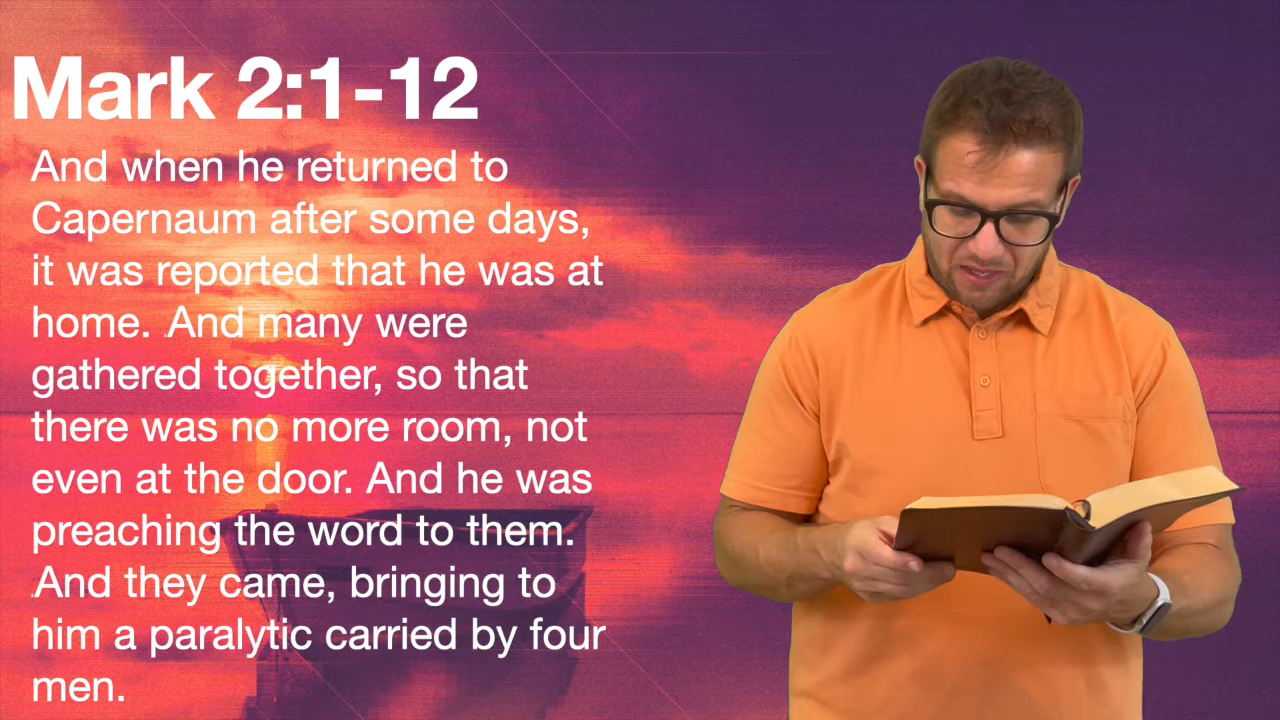 Mark 2:1-12
And when he returned to
Capernaum after some days,
it was reported that he was at
home. And many were
gathered together, so that
there was no more room, not
even at the door. And he was
preaching the word to them.
And they came, bringing to
him a paralytic carried by four
men.